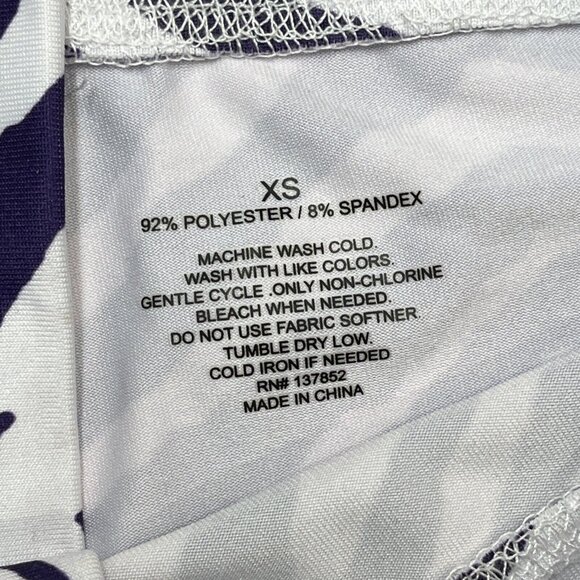 XS
92% POLYESTER / 8% SPANDEX
MACHINE WASH COLD.
WASH WITH LIKE COLORS.
GENTLE CYCLE .ONLY NON-CHLORINE
BLEACH WHEN NEEDED.
DO NOT USE FABRIC SOFTNER.
TUMBLE DRY LOW.
COLD IRON IF NEEDED
RN# 137852
MADE IN CHINA